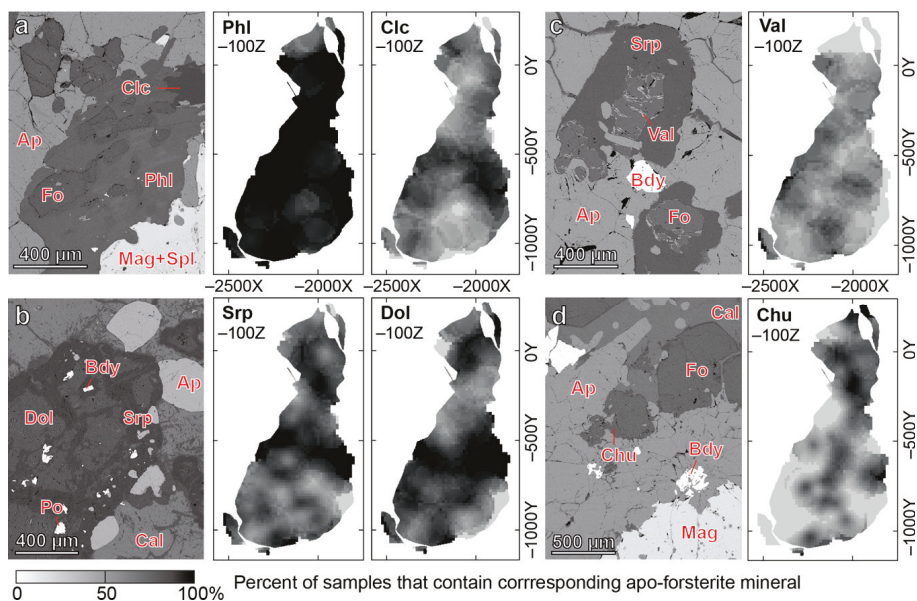 a
Clc
Ap
Fo
Phl
400 µm
Mag+Spl
Phl
–100Z
Clc
–100Z
0Y
–500Y
–1000Y
–2500X
–2000X
–2500X
–2000X
c
Srp
Val
Bdy
Ap
Fo
400 µm
Val
–100Z
0Y
–500Y
–1000Y
–2500X
–2000X
b
Bdy
Ap
Dol
Srp
Po
400 µm
Cal
Srp
–100Z
Dol
–100Z
0Y
–500Y
–1000Y
d
Cal
Fo
Ap
Chu
Bdy
500 µm
Mag
Chu
–100Z
0Y
–500Y
–1000Y
0 50 100%
Percent of samples that contain corrresponding apo-forsterite mineral